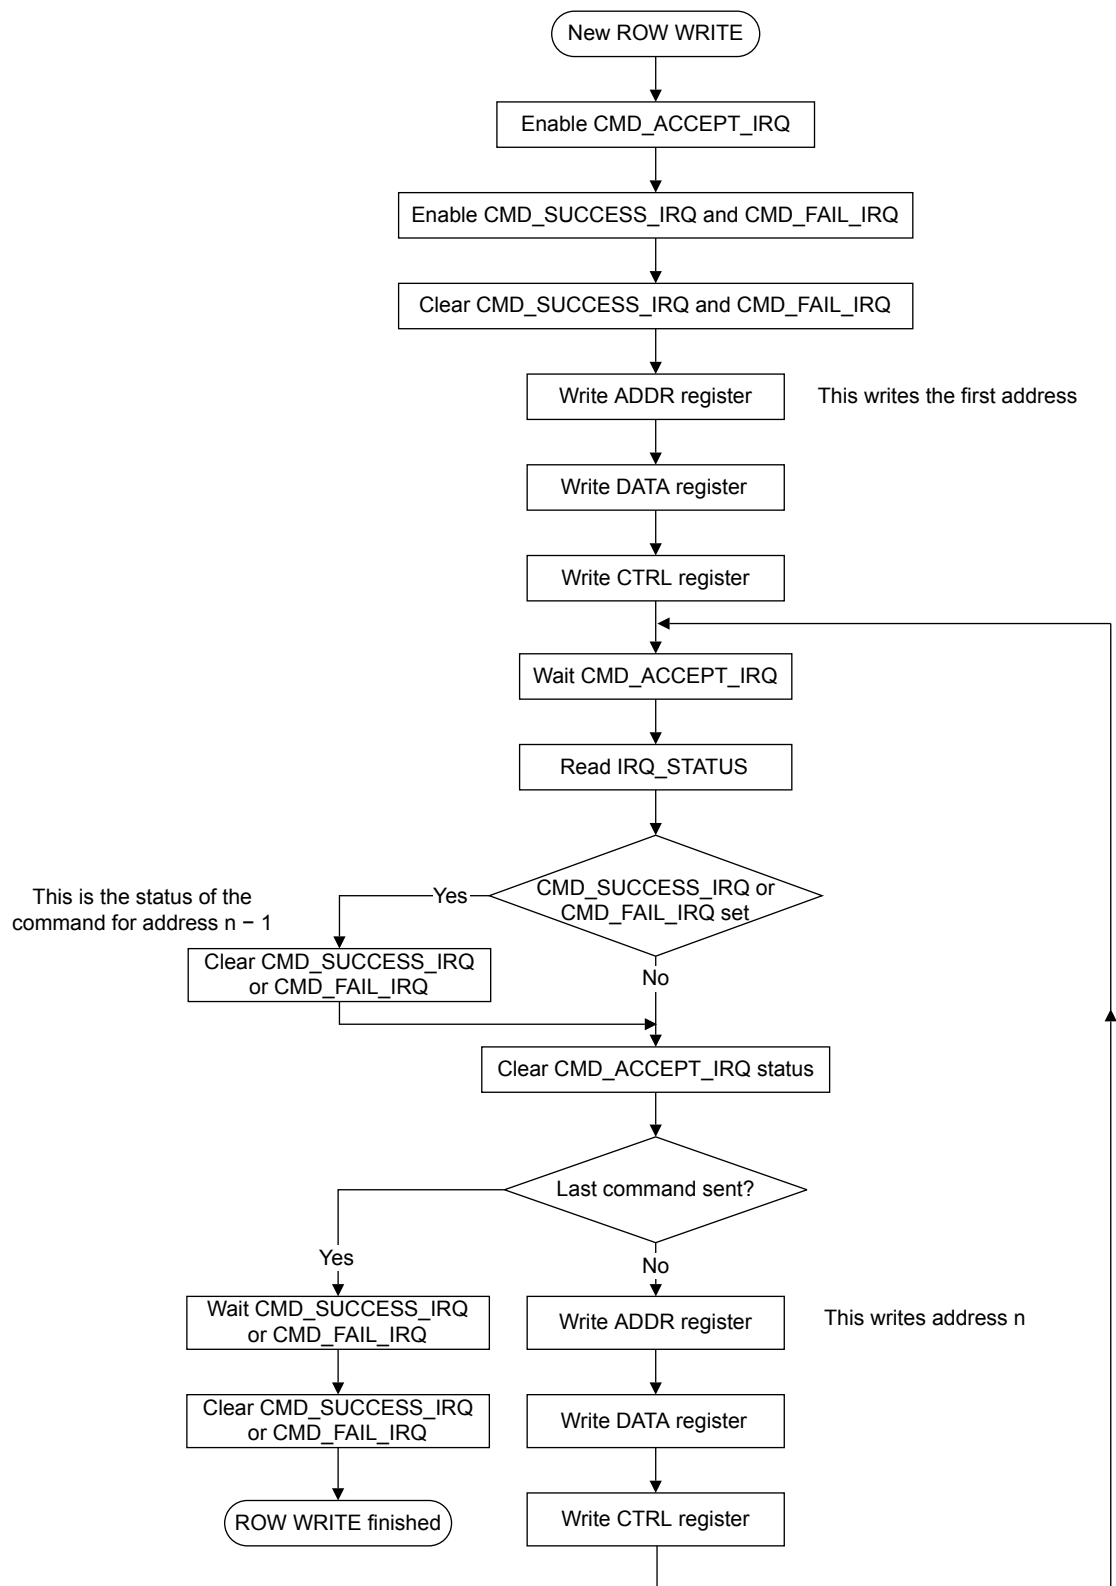 New ROW WRITE
Enable CMD_ACCEPT_IRQ
Enable CMD_SUCCESS_IRQ and CMD_FAIL_IRQ
Clear CMD_SUCCESS_IRQ and CMD_FAIL_IRQ
Write ADDR register
This writes the first address
Write DATA register
Write CTRL register
Wait CMD_ACCEPT_IRQ
Read IRQ_STATUS
CMD_SUCCESS_IRQ or
CMD_FAIL_IRQ set
Yes
This is the status of the
command for address n − 1
Clear CMD_SUCCESS_IRQ
or CMD_FAIL_IRQ
No
Clear CMD_ACCEPT_IRQ status
Last command sent?
Yes
No
Wait CMD_SUCCESS_IRQ
or CMD_FAIL_IRQ
Write ADDR register
This writes address n
Clear CMD_SUCCESS_IRQ
or CMD_FAIL_IRQ
Write DATA register
ROW WRITE finished
Write CTRL register